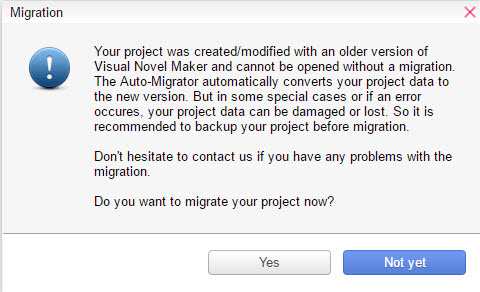 Migration
Your project was created/modified with an older version of
Visual Novel Maker and cannot be opened without a migration.
The Auto-Migrator automatically converts your project data to
the new version. But in some special cases or if an error
occures, your project data can be damaged or lost. So it is
recommended to backup your project before migration.
Don't hesitate to contact us if you have any problems with the
migration.
Do you want to migrate your project now?
Yes
Not yet